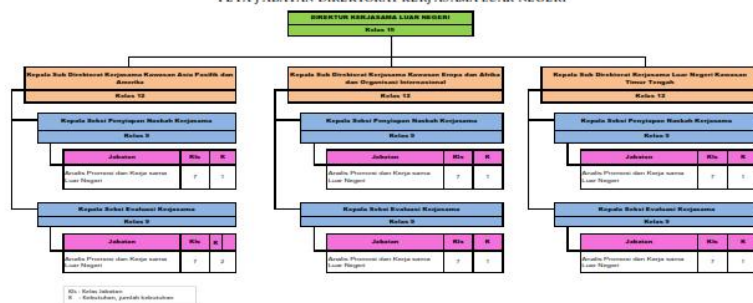 PETA JABATAN DIREKTORAT KERJASAMA LUAR NEGERI
DIREKTUR KERJASAMA LUAR NEGERI
Kelas 15
Kepala Sub Direktorat Kerjasama Kawasan Asia Pasifik dan
Amerika
Kelas 12
Kepala Seksi Penyiapan Naskah Kerjasama
Kelas 9
Jabatan Kls K
Analis Promosi dan Kerja sama
Luar Negeri
7 1
Kepala Seksi Evaluasi Kerjasama
Kelas 9
Jabatan Kls K
Analis Promosi dan Kerja sama
Luar Negeri
7 2
Kepala Sub Direktorat Kerjasama Kawasan Eropa dan Afrika
dan Organisasi Internasional
Kelas 12
Kepala Seksi Penyiapan Naskah Kerjasama
Kelas 9
Jabatan Kls K
Analis Promosi dan Kerja sama
Luar Negeri
7 1
Kepala Seksi Evaluasi Kerjasama
Kelas 9
Jabatan Kls K
Analis Promosi dan Kerja sama
Luar Negeri
7 1
Kepala Sub Direktorat Kerjasama Luar Negeri Kawasan
Timur Tengah
Kelas 12
Kepala Seksi Penyiapan Naskah Kerjasama
Kelas 9
Jabatan Kls K
Analis Promosi dan Kerja sama
Luar Negeri
7 1
Kepala Seksi Evaluasi Kerjasama
Kelas 9
Jabatan Kls K
Analis Promosi dan Kerja sama
Luar Negeri
7 1
Kls - Kelas Jabatan
K - Kebutuhan, jumlah kebutuhan